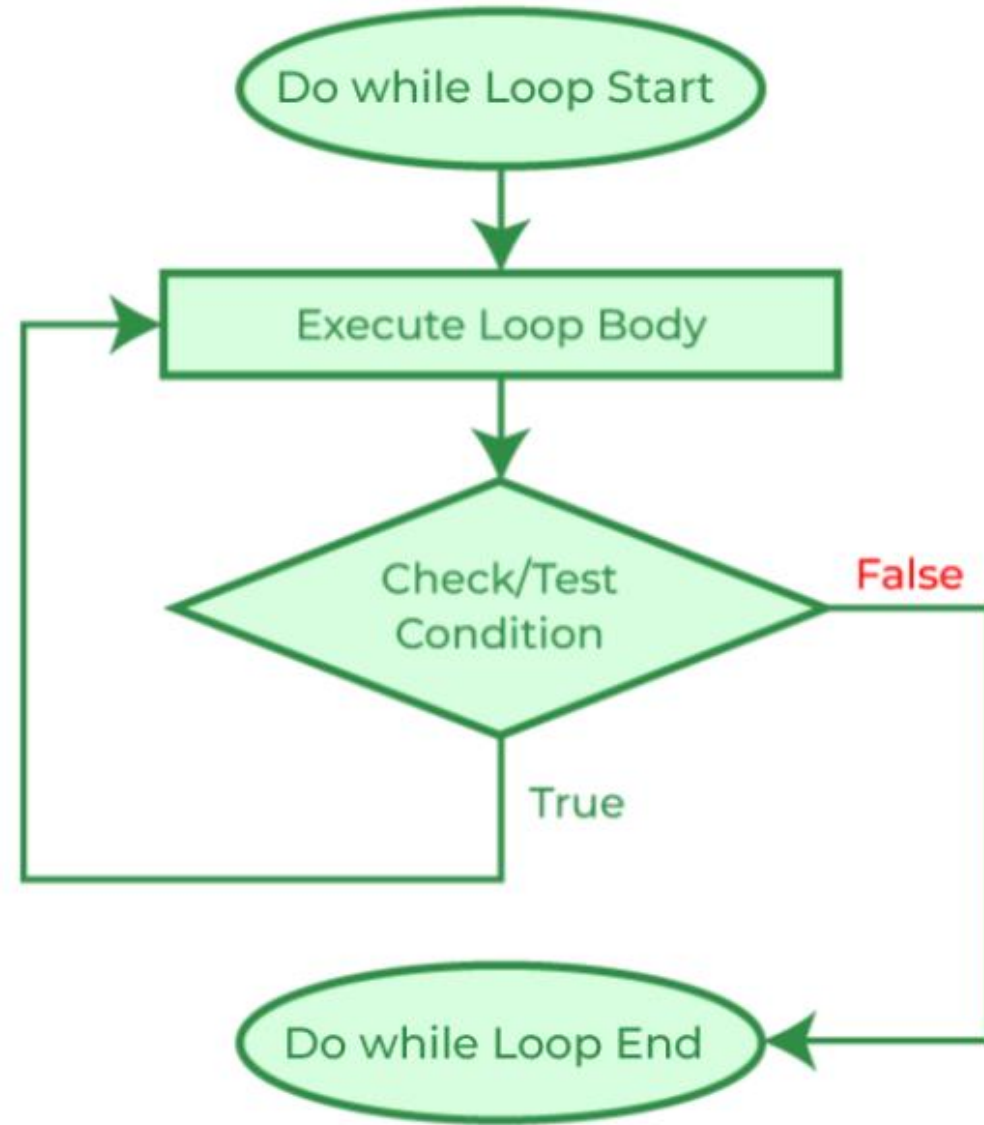 Do while Loop Start
Execute Loop Body
Check/Test
Condition
False
True
Do while Loop End